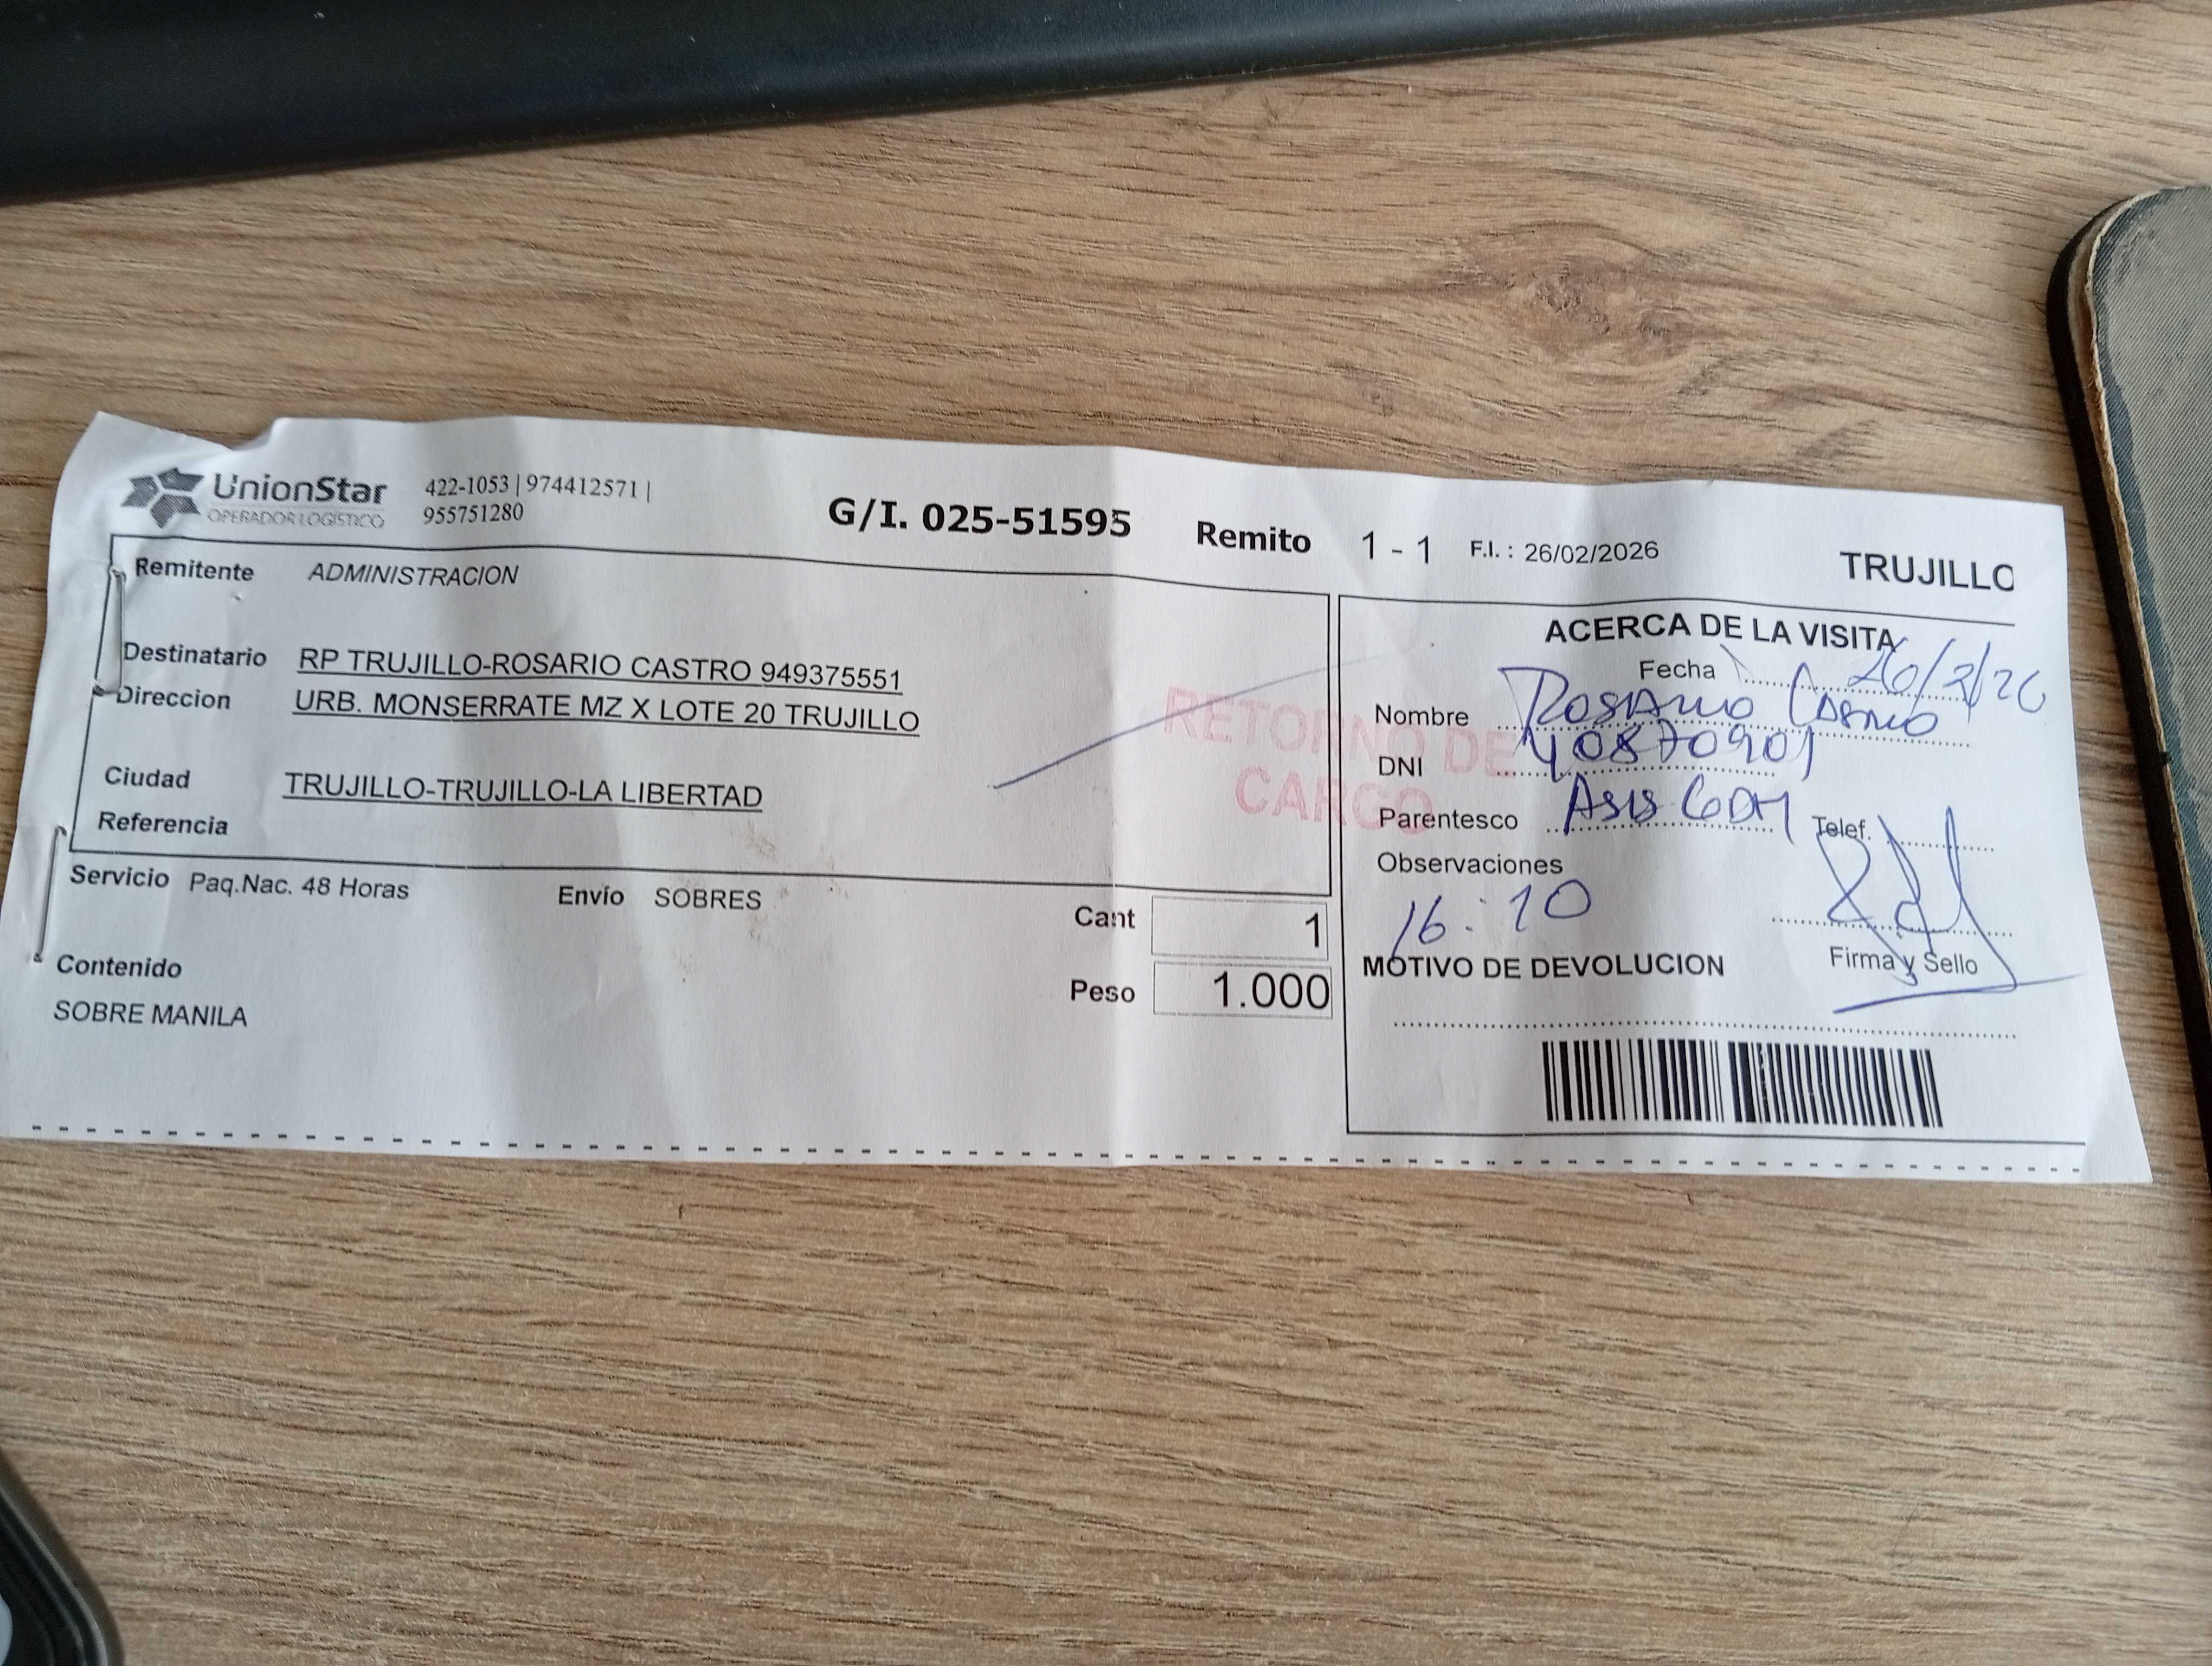 UnionStar
OPERADOR LOGÍSTICO
422-1053 | 974412571 |
955751280
G/I. 025-51595
Remito 1 - 1 F.I. : 26/02/2026
TRUJILLO
Remitente ADMINISTRACION
Destinatario RP TRUJILLO-ROSARIO CASTRO 949375551
Direccion URB. MONSERRATE MZ X LOTE 20 TRUJILLO
Ciudad TRUJILLO-TRUJILLO-LA LIBERTAD
Referencia
RETORNO DE
CARGO
Servicio Paq.Nac. 48 Horas Envío SOBRES
Cant 1
Peso 1.000
Contenido
SOBRE MANILA
ACERCA DE LA VISITA
Fecha 26/2/26
Nombre Rosario Castro
DNI 40870901
Parentesco Asis
Telef.
Observaciones
16:10
MOTIVO DE DEVOLUCION
Firma y Sello